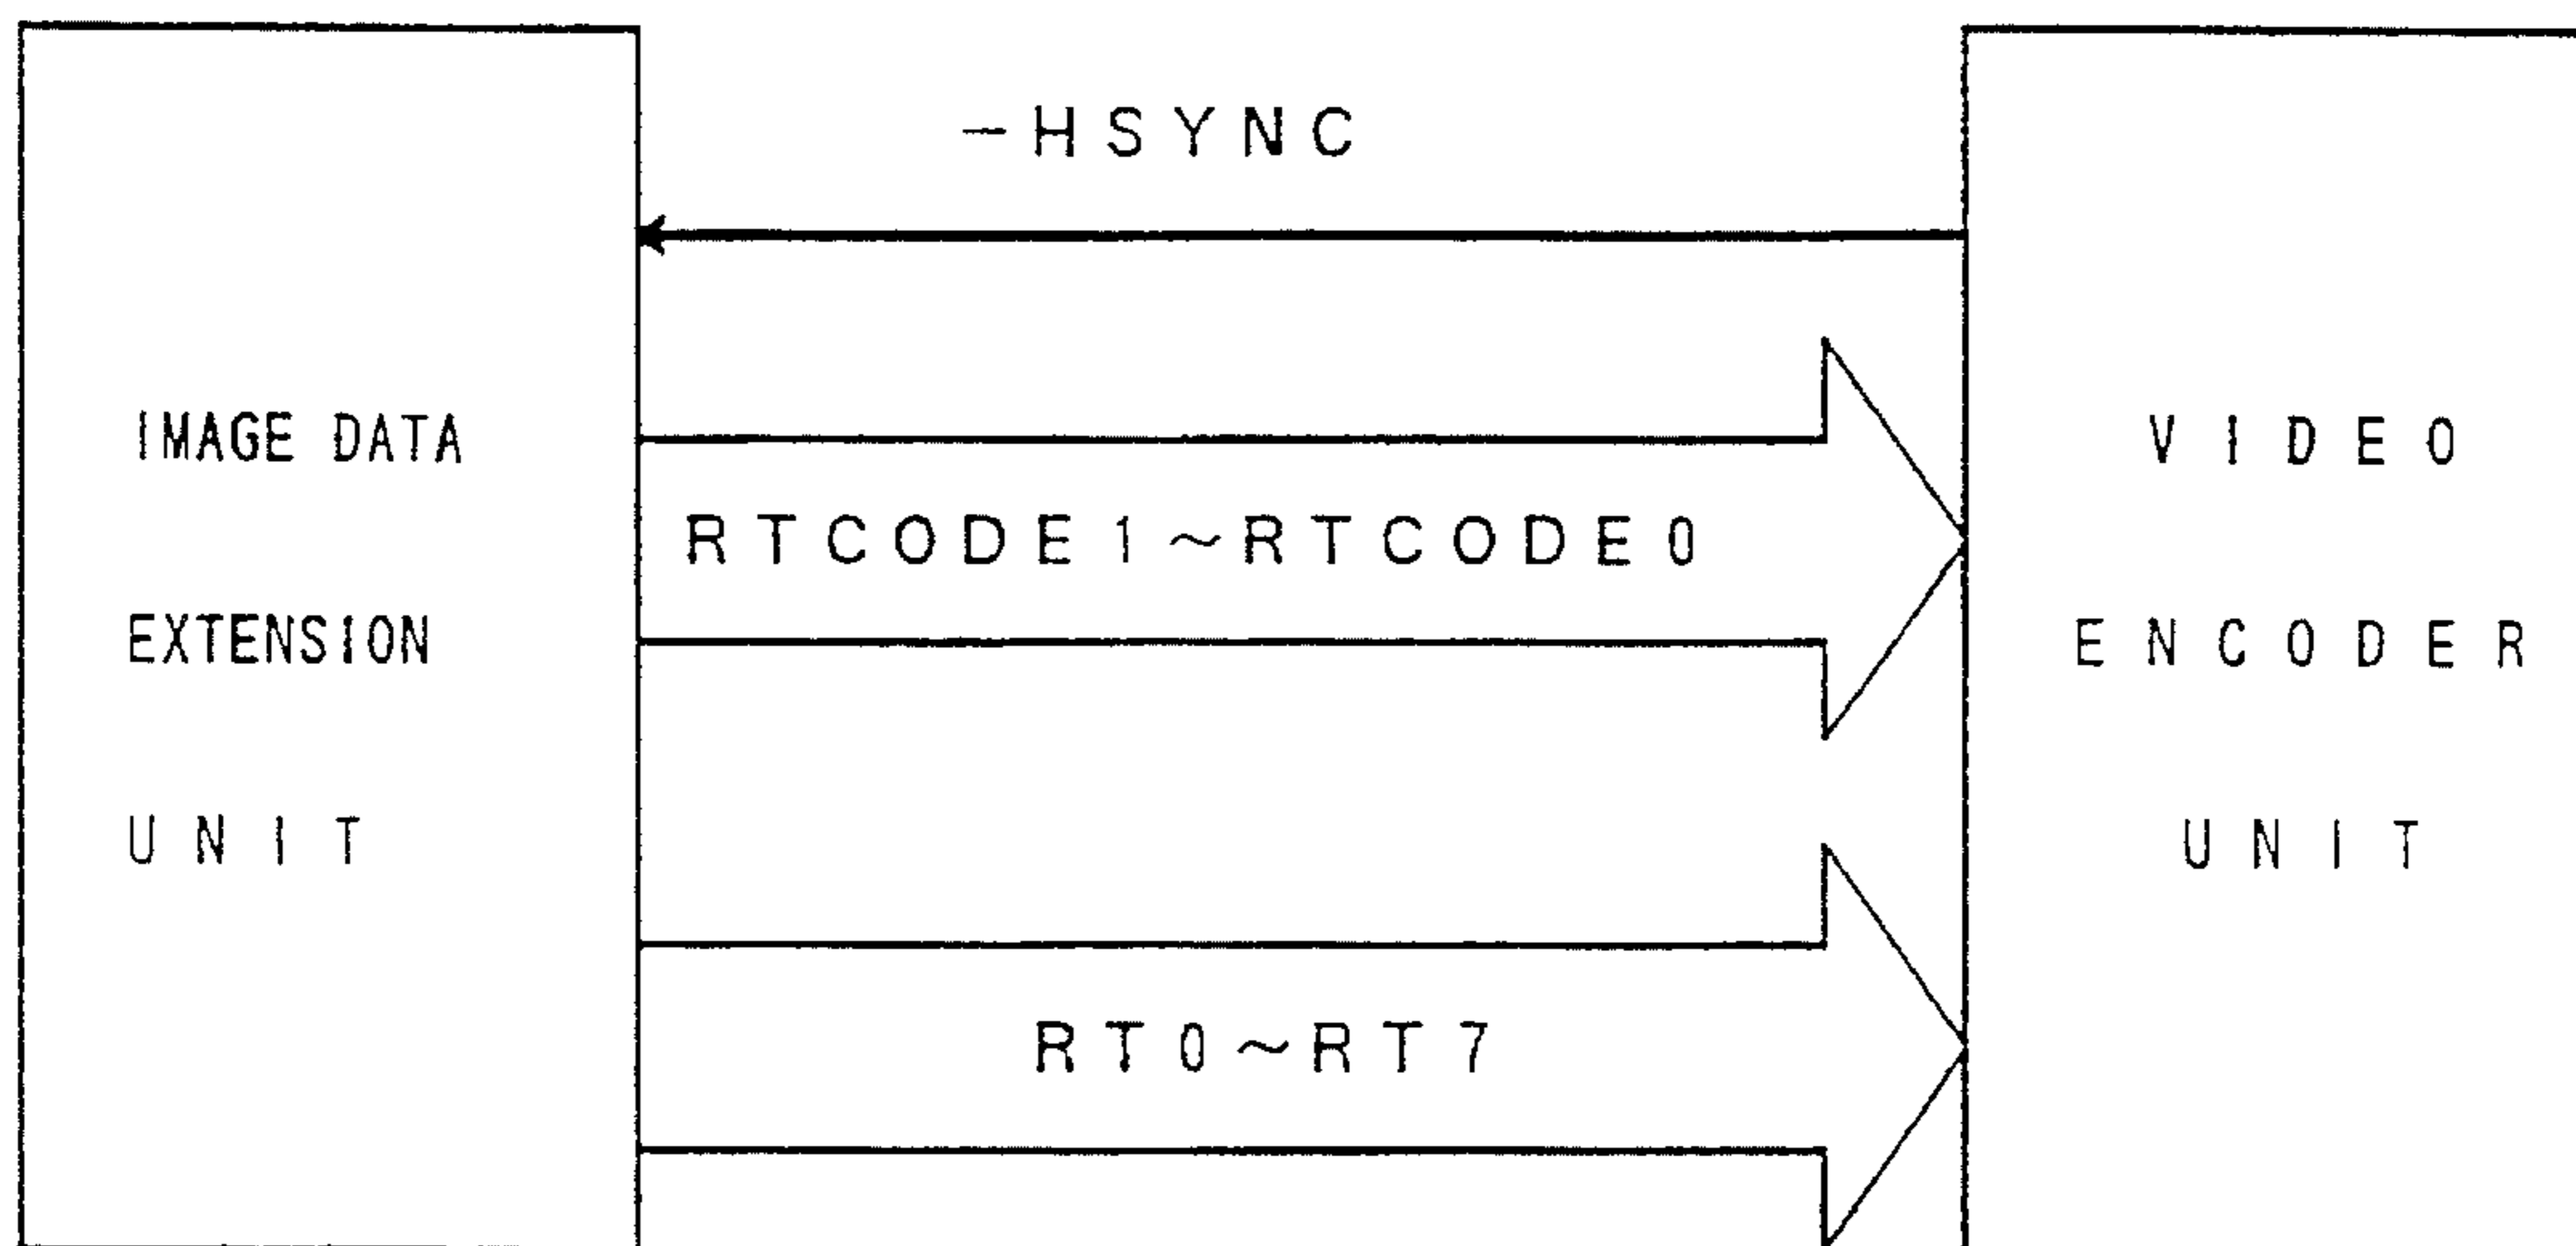 −HSYNC
IMAGE DATA
EXTENSION
UNIT
RTCODE1~RTCODE0
RT0~RT7
VIDEO
ENCODER
UNIT